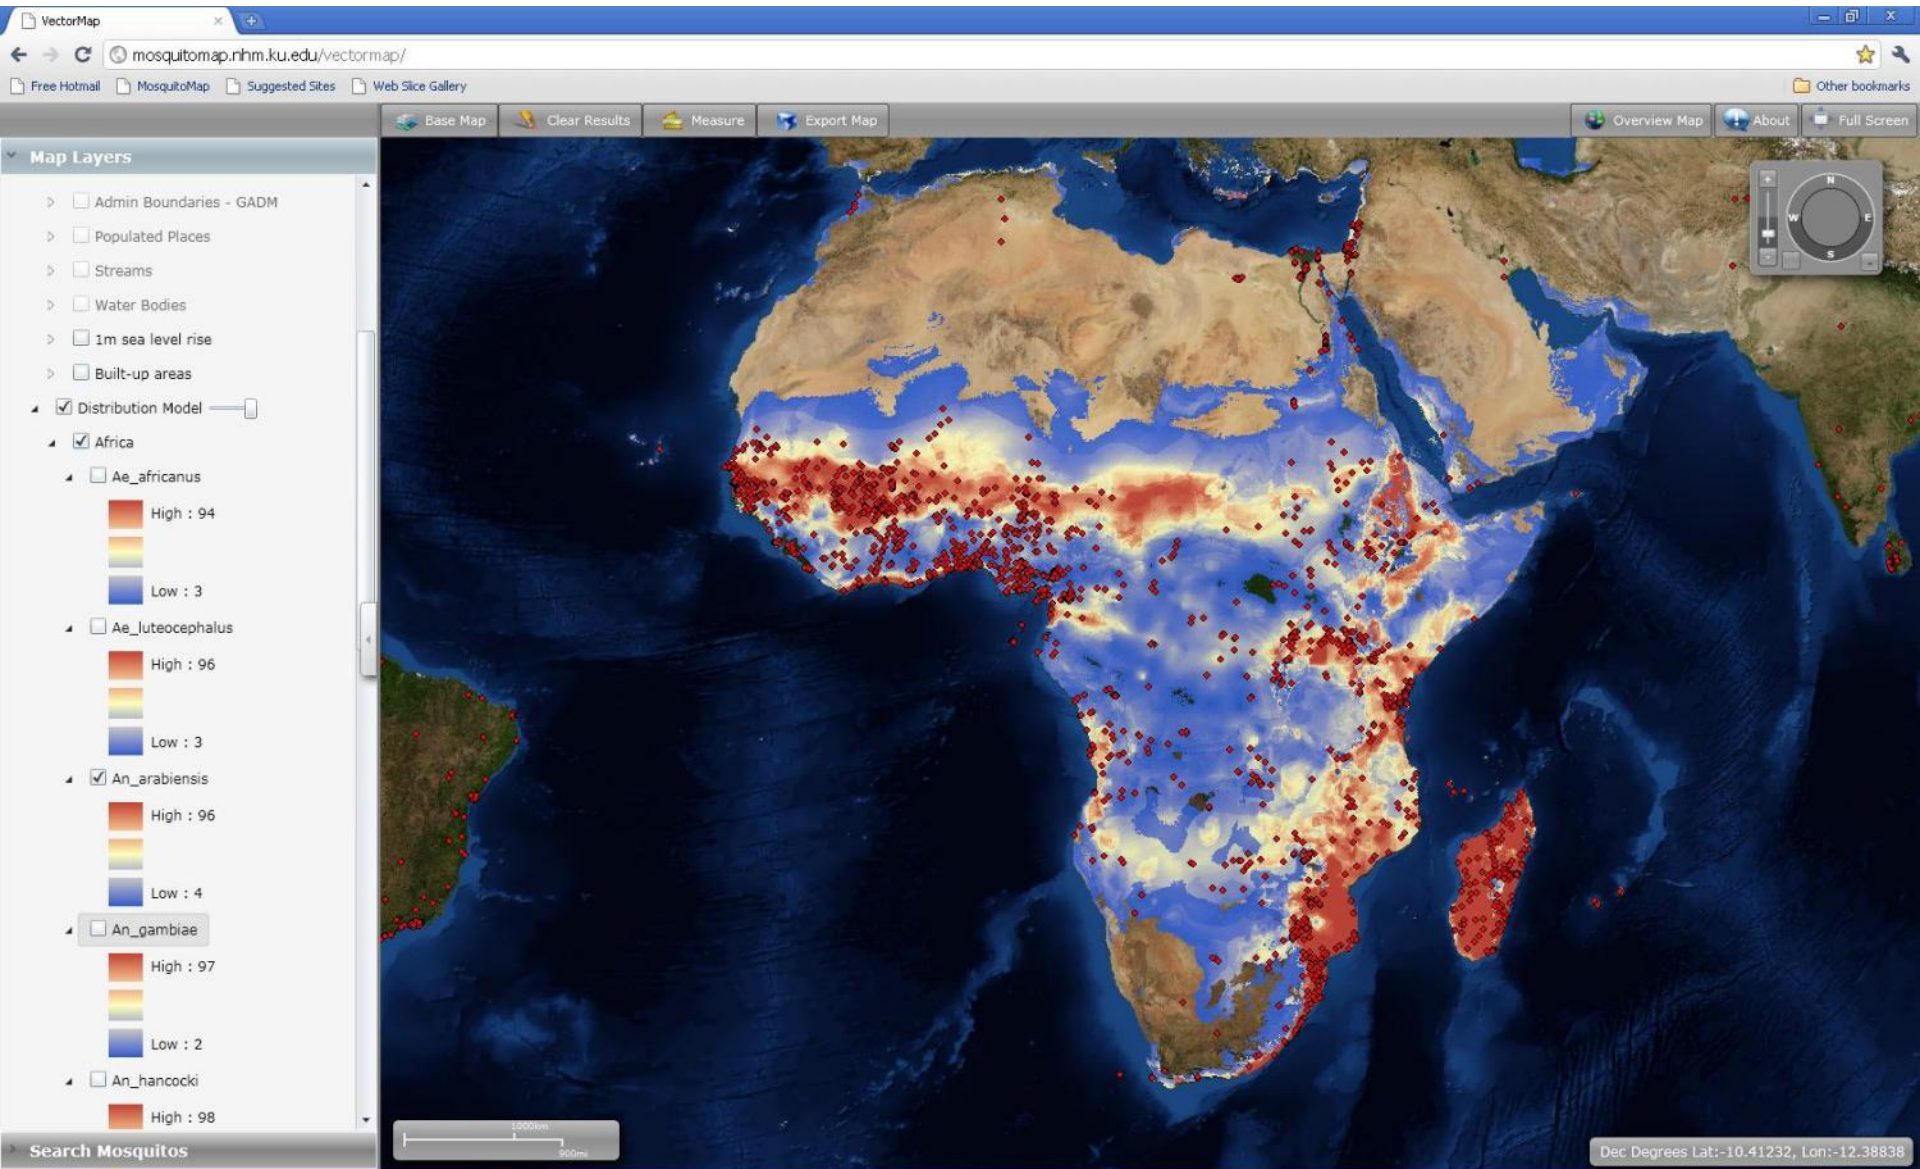 VectorMap
mosquitomap.nhm.ku.edu/vectormap/
Free Hotmail MosquitoMap Suggested Sites Web Slice Gallery Other bookmarks
Base Map Clear Results Measure Export Map Overview Map About Full Screen
Map Layers
Admin Boundaries - GADM
Populated Places
Streams
Water Bodies
1m sea level rise
Built-up areas
Distribution Model
Africa
Ae_africanus
High : 94
Low : 3
Ae_luteocephalus
High : 96
Low : 3
An_arabiensis
High : 96
Low : 4
An_gambiae
High : 97
Low : 2
An_hancocki
High : 98
Search Mosquitos
N
W E
S
1000km
900mi
Dec Degrees Lat:-10.41232, Lon:-12.38838